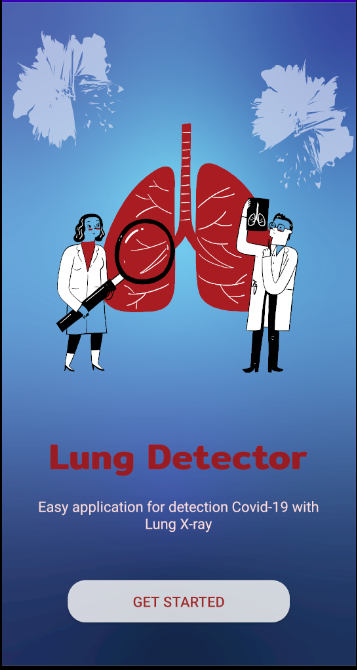 Lung Detector
Easy application for detection Covid-19 with
Lung X-ray
GET STARTED